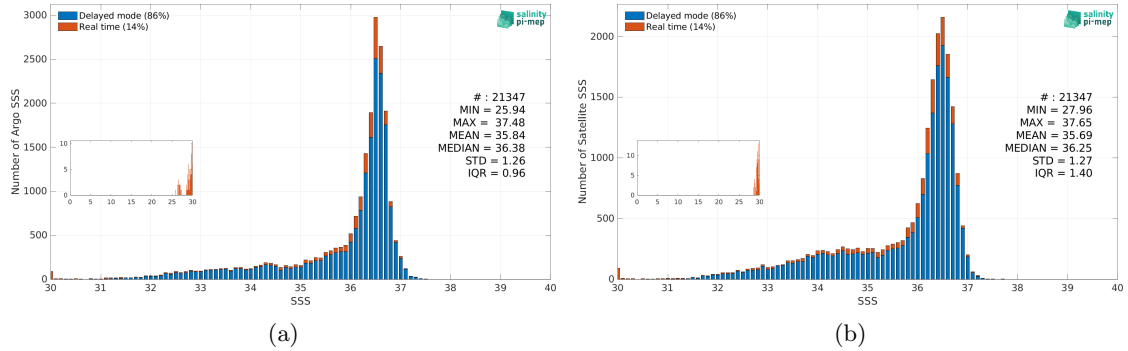 Delayed mode (86%)
Real time (14%)
salinity
pi-mep
Number of Argo SSS
3000
2500
2000
1500
1000
500
0
# : 21347
MIN = 25.94
MAX = 37.48
MEAN = 35.84
MEDIAN = 36.38
STD = 1.26
IQR = 0.96
10
5
0
0 5 10 15 20 25 30
30 31 32 33 34 35 36 37 38 39 40
SSS
(a)
Delayed mode (86%)
Real time (14%)
salinity
pi-mep
Number of Satellite SSS
2000
1500
1000
500
0
# : 21347
MIN = 27.96
MAX = 37.65
MEAN = 35.69
MEDIAN = 36.25
STD = 1.27
IQR = 1.40
10
5
0
0 5 10 15 20 25 30
30 31 32 33 34 35 36 37 38 39 40
SSS
(b)